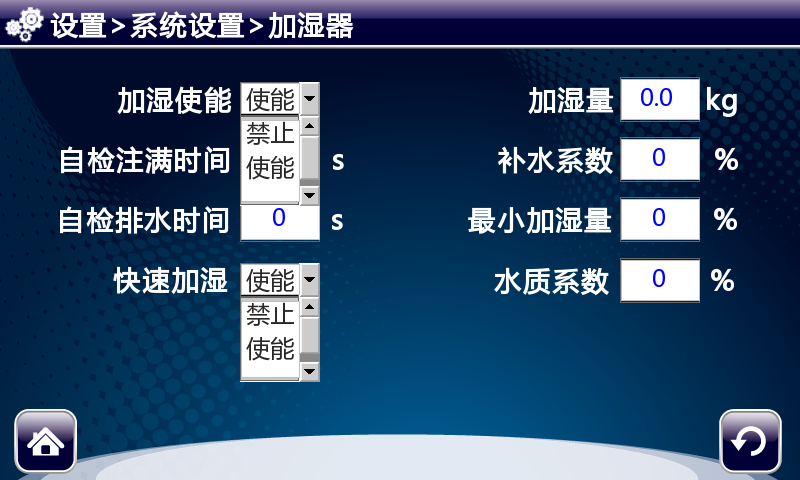 设置>系统设置>加湿器
加湿使能 使能 加湿量 0.0 kg
禁止
自检注满时间 使能 s 补水系数 0 %
自检排水时间 0 s 最小加湿量 0 %
快速加湿 使能 水质系数 0 %
禁止
使能